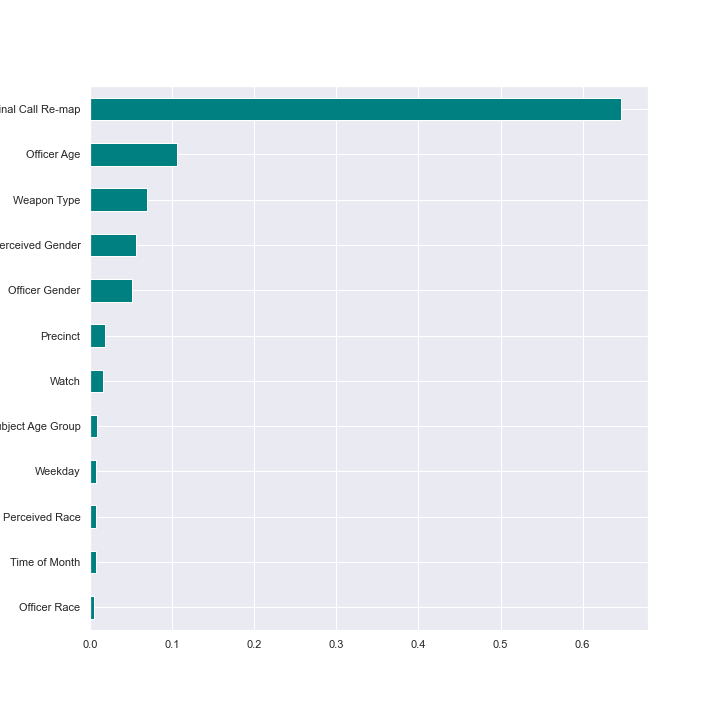 inal Call Re-map
Officer Age
Weapon Type
erceived Gender
Officer Gender
Precinct
Watch
bject Age Group
Weekday
Perceived Race
Time of Month
Officer Race
0.0 0.1 0.2 0.3 0.4 0.5 0.6